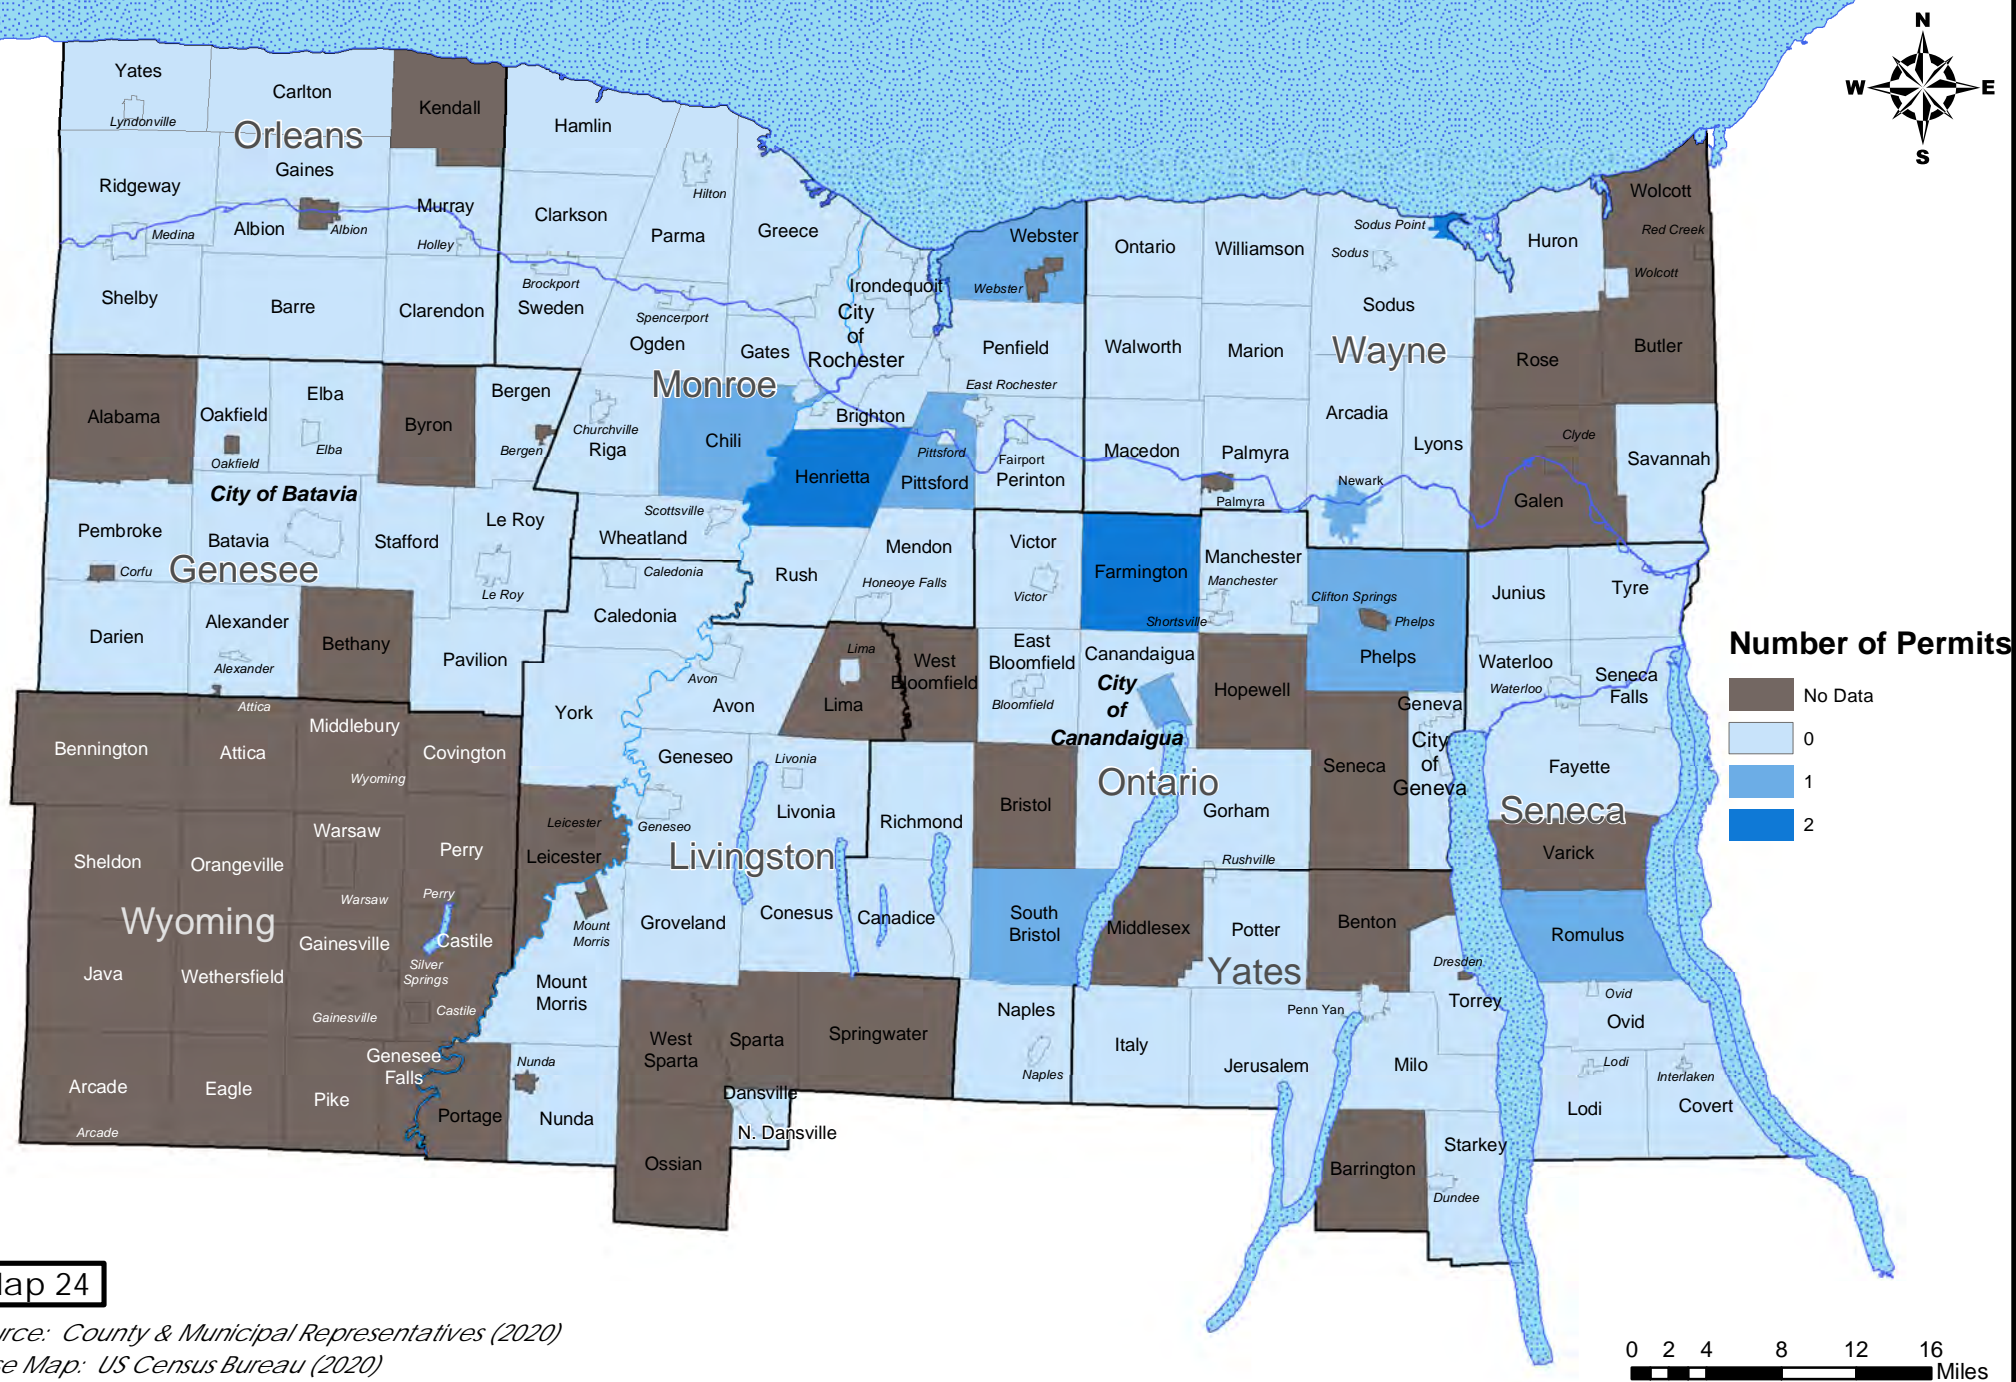 N
W E
S
Yates
Lyndonville
Carlton
Kendall
Orleans
Gaines
Ridgeway
Medina
Albion
Albion
Murray
Holley
Shelby
Barre
Clarendon
Hamlin
Clarkson
Parma
Hilton
Greece
Brockport
Sweden
Spencerport
Ogden
Gates
Irondequoit
City
of
Rochester
Monroe
Webster
Webster
Penfield
East Rochester
Brighton
Churchville
Riga
Chili
Henrietta
Pittsford
Pittsford
Fairport
Perinton
Scottsville
Wheatland
Rush
Mendon
Honeoye Falls
Ontario
Williamson
Sodus Point
Sodus
Sodus
Huron
Wolcott
Red Creek
Wolcott
Walworth
Marion
Wayne
Rose
Butler
Macedon
Palmyra
Palmyra
Arcadia
Newark
Lyons
Clyde
Galen
Savannah
Alabama
Oakfield
Oakfield
Elba
Elba
Byron
Bergen
Bergen
City of Batavia
Pembroke
Corfu
Batavia
Genesee
Stafford
Le Roy
Le Roy
Darien
Alexander
Alexander
Bethany
Pavilion
Attica
Bennington
Attica
Middlebury
Wyoming
Covington
Sheldon
Orangeville
Warsaw
Warsaw
Perry
Perry
Wyoming
Java
Wethersfield
Gainesville
Gainesville
Silver
Springs
Castile
Castile
Arcade
Arcade
Eagle
Pike
Genesee
Falls
Caledonia
Caledonia
York
Avon
Avon
Lima
Lima
Leicester
Leicester
Geneseo
Geneseo
Livonia
Livonia
Livingston
Mount
Morris
Mount
Morris
Groveland
Conesus
Portage
Nunda
Nunda
West
Sparta
Sparta
Springwater
Dansville
N. Dansville
Ossian
Victor
Victor
Farmington
Manchester
Manchester
Shortsville
Clifton Springs
Phelps
Phelps
West
Bloomfield
East
Bloomfield
Bloomfield
Canandaigua
City
of
Canandaigua
Hopewell
Geneva
City
of
Geneva
Seneca
Bristol
Ontario
Gorham
Rushville
Richmond
Canadice
South
Bristol
Naples
Naples
Middlesex
Potter
Benton
Yates
Dresden
Torrey
Penn Yan
Italy
Jerusalem
Milo
Barrington
Starkey
Dundee
Junius
Tyre
Waterloo
Waterloo
Seneca
Falls
Fayette
Seneca
Varick
Romulus
Ovid
Ovid
Lodi
Lodi
Interlaken
Covert
Number of Permits
No Data
0
1
2
ap 24
rce: County & Municipal Representatives (2020)
e Map: US Census Bureau (2020)
0 2 4 8 12 16
Miles